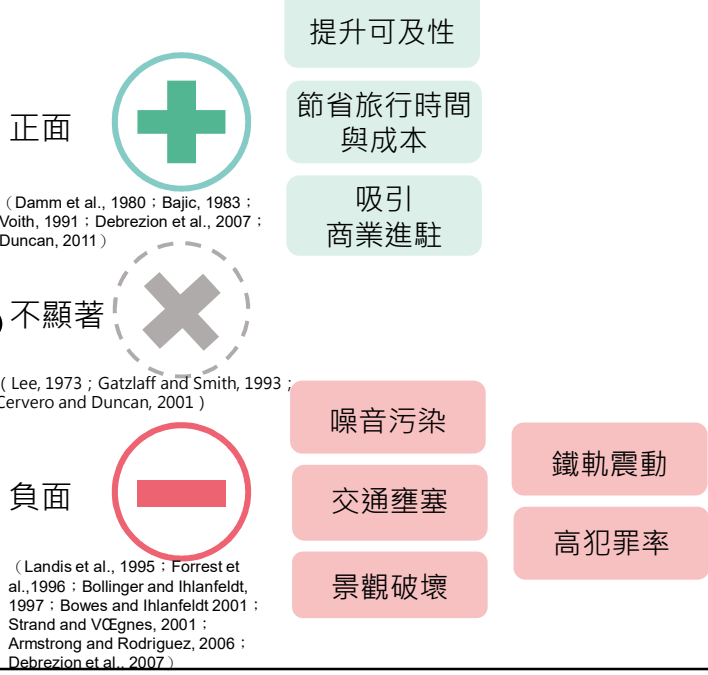 提升可及性
正面
節省旅行時間
與成本
（Damm et al., 1980；Bajic, 1983；
Voith, 1991；Debrezion et al., 2007；
Duncan, 2011）
吸引
商業進駐
)不顯著
( Lee, 1973；Gatzlaff and Smith, 1993；
Cervero and Duncan, 2001 )
負面
噪音污染
交通壅塞
景觀破壞
鐵軌震動
高犯罪率
（Landis et al., 1995；Forrest et
al.,1996；Bollinger and Ihlanfeldt,
1997；Bowes and Ihlanfeldt 2001；
Strand and VŒgnes, 2001；
Armstrong and Rodriguez, 2006；
Debrezion et al., 2007）